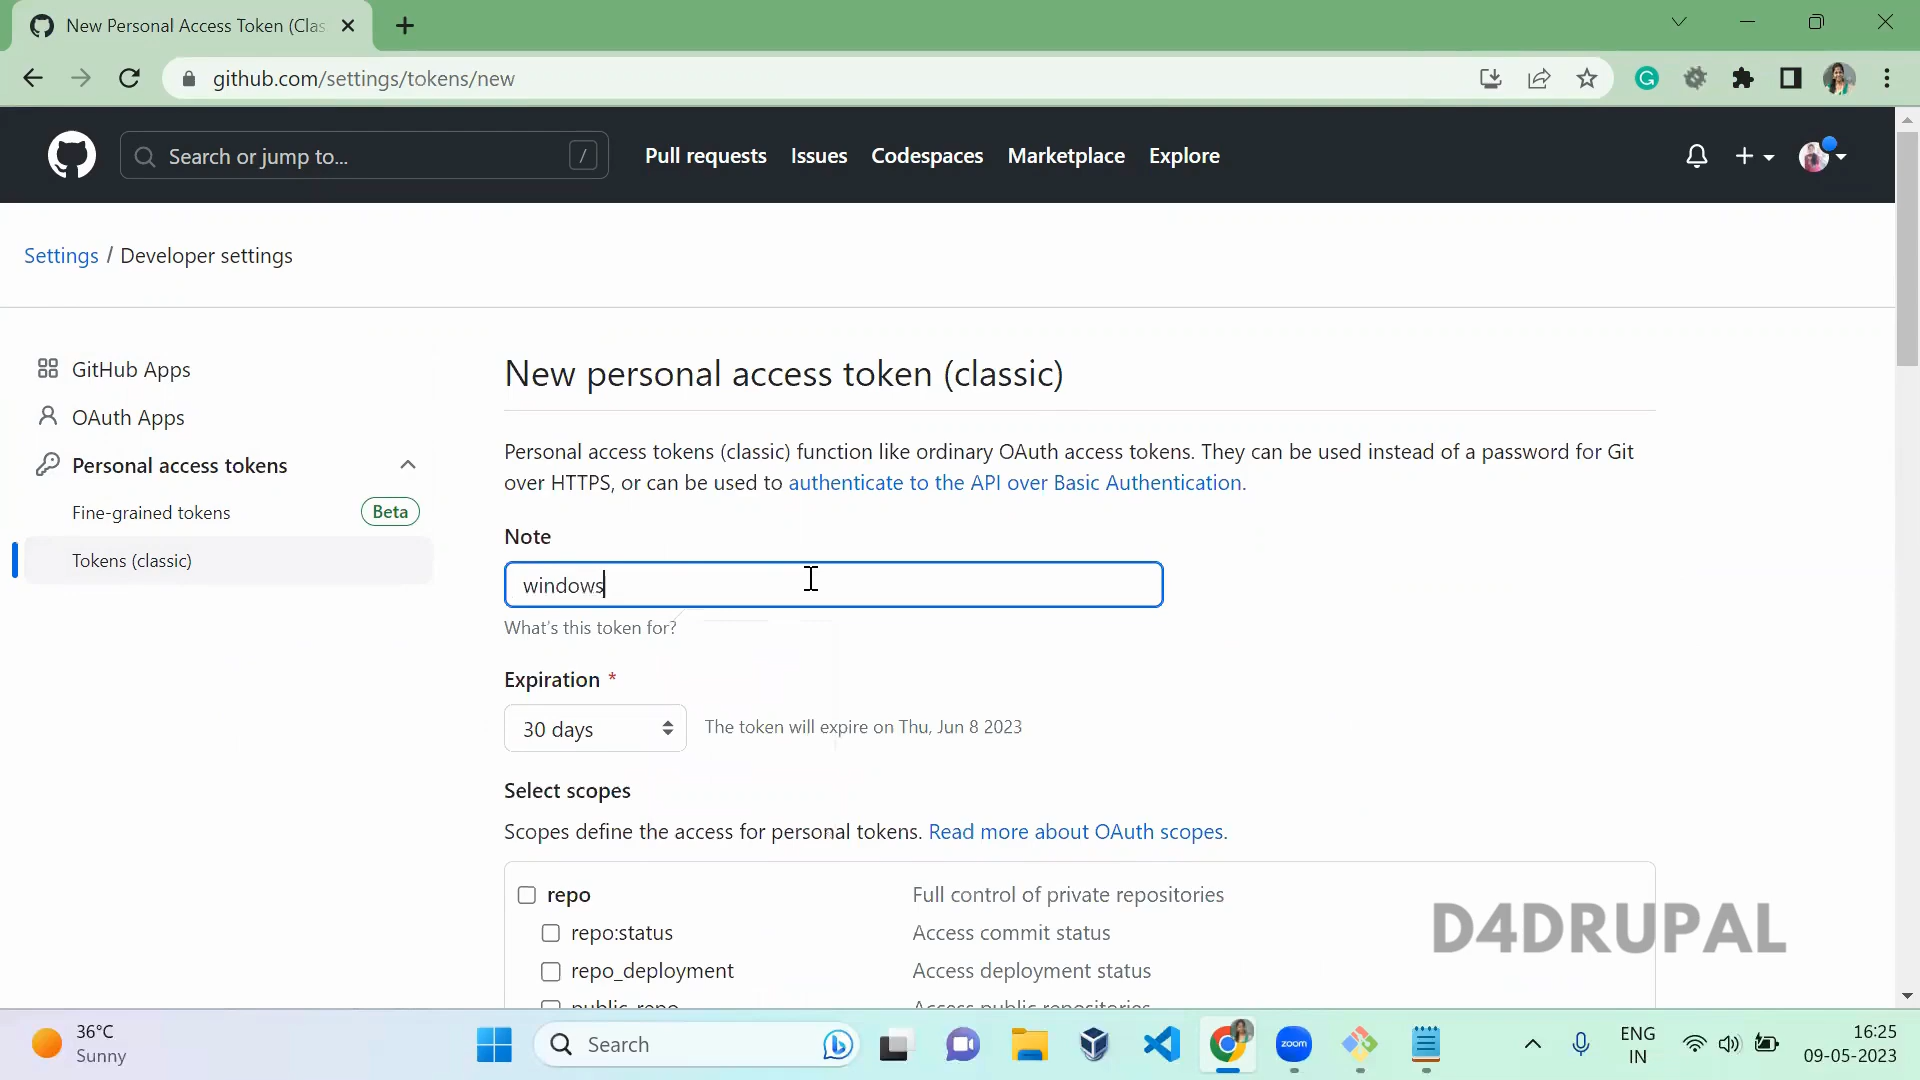 New Personal Access Token (Clas
github.com/settings/tokens/new
Search or jump to...
/
Pull requests
Issues
Codespaces
Marketplace
Explore
Settings / Developer settings
GitHub Apps
OAuth Apps
Personal access tokens
Fine-grained tokens
Beta
Tokens (classic)
New personal access token (classic)
Personal access tokens (classic) function like ordinary OAuth access tokens. They can be used instead of a password for Git
over HTTPS, or can be used to authenticate to the API over Basic Authentication.
Note
windows
What's this token for?
Expiration *
30 days
The token will expire on Thu, Jun 8 2023
Select scopes
Scopes define the access for personal tokens. Read more about OAuth scopes.
repo
Full control of private repositories
repo:status
Access commit status
repo_deployment
Access deployment status
public_repo
Access public repositories
D4DRUPAL
36°C
Sunny
Search
zoom
ENG
IN
16:25
09-05-2023